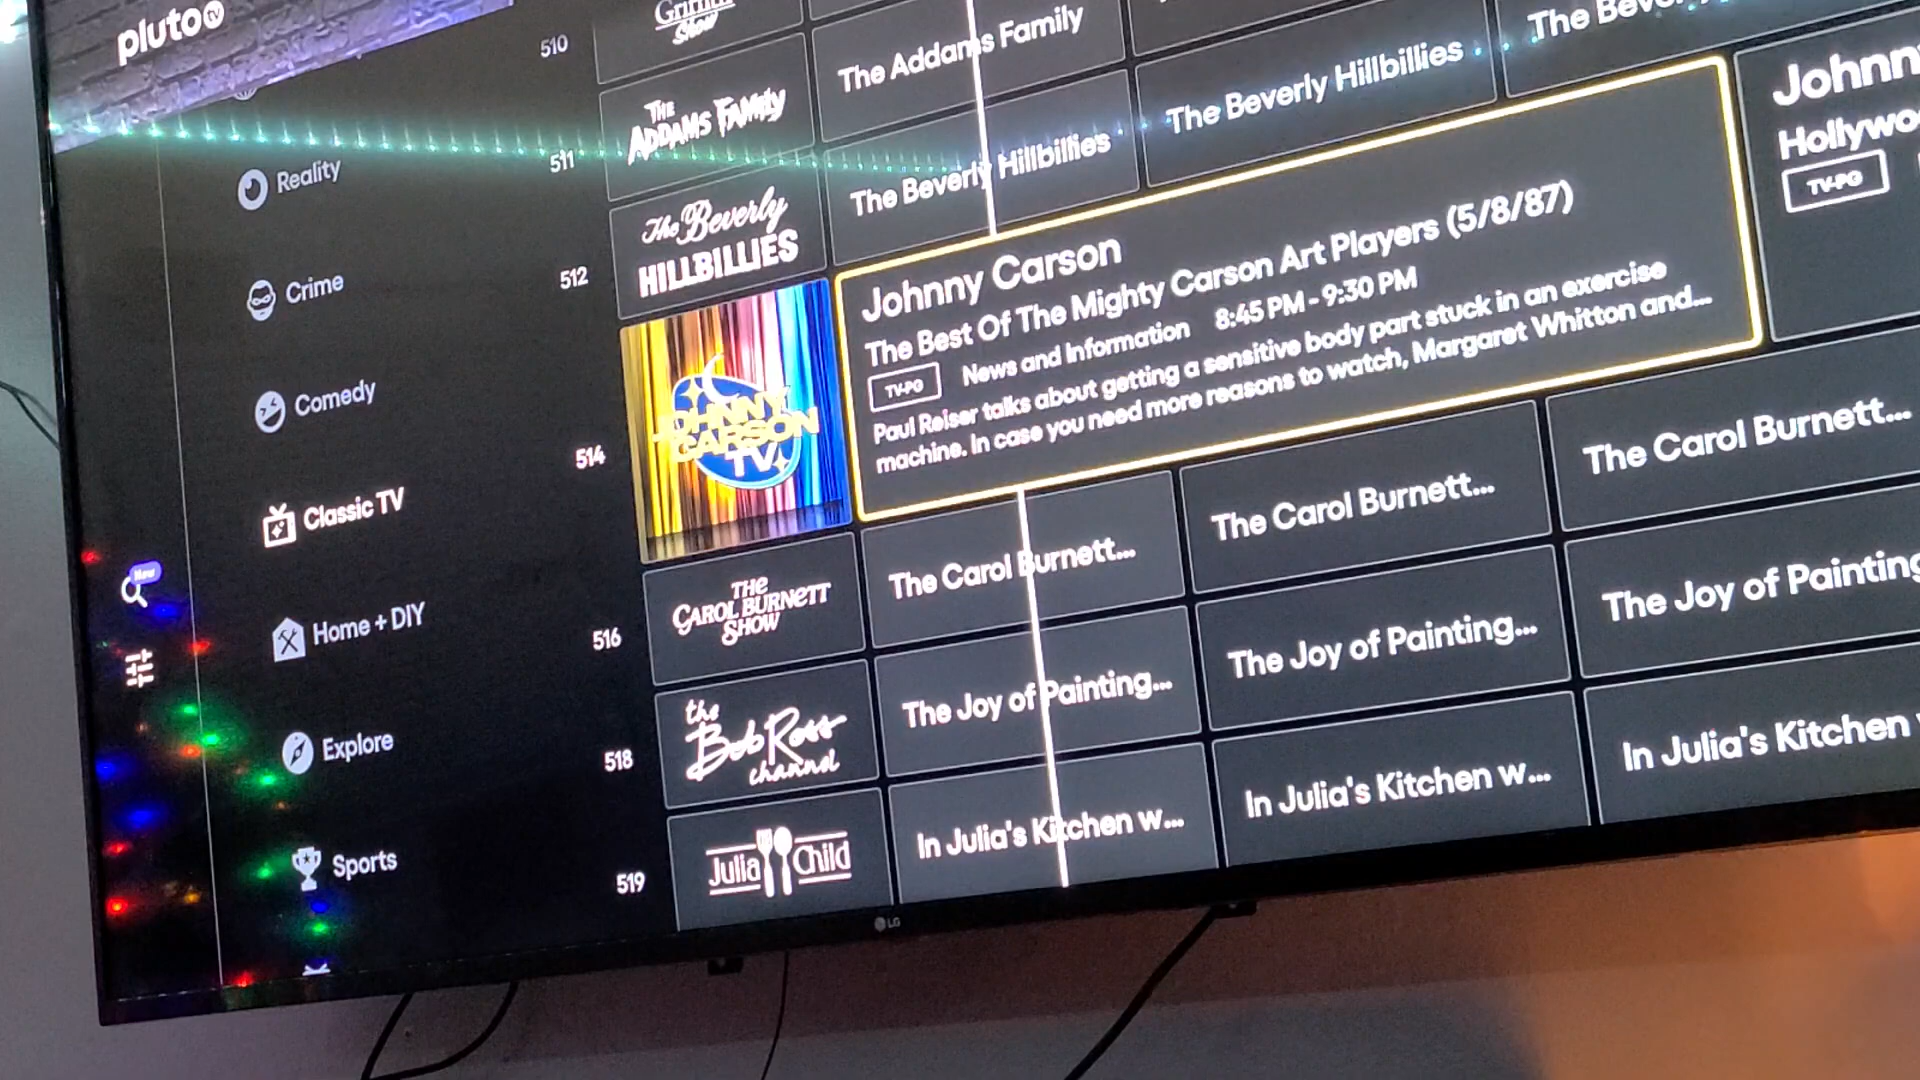 pluto tv
Reality
Crime
Comedy
Classic TV
New
Home + DIY
Explore
Sports
510
Griffith
Show
511
THE
ADDAMS FAMILY
The Addams Family
512
The Beverly
HILLBILLIES
The Beverly Hillbillies
The Beverly Hillbillies
514
JOHNNY
CARSON
TV
Johnny Carson
The Best Of The Mighty Carson Art Players (5/8/87)
TV-PG News and Information 8:45 PM - 9:30 PM
Paul Reiser talks about getting a sensitive body part stuck in an exercise
machine. In case you need more reasons to watch, Margaret Whitton and...
TV-PG
516
THE
CAROL BURNETT
SHOW
The Carol Burnett...
The Carol Burnett...
The Carol Burnett...
518
the
Bob Ross
channel
The Joy of Painting...
The Joy of Painting...
The Joy of Painting
519
Julia Child
In Julia's Kitchen w...
In Julia's Kitchen w...
In Julia's Kitchen
LG